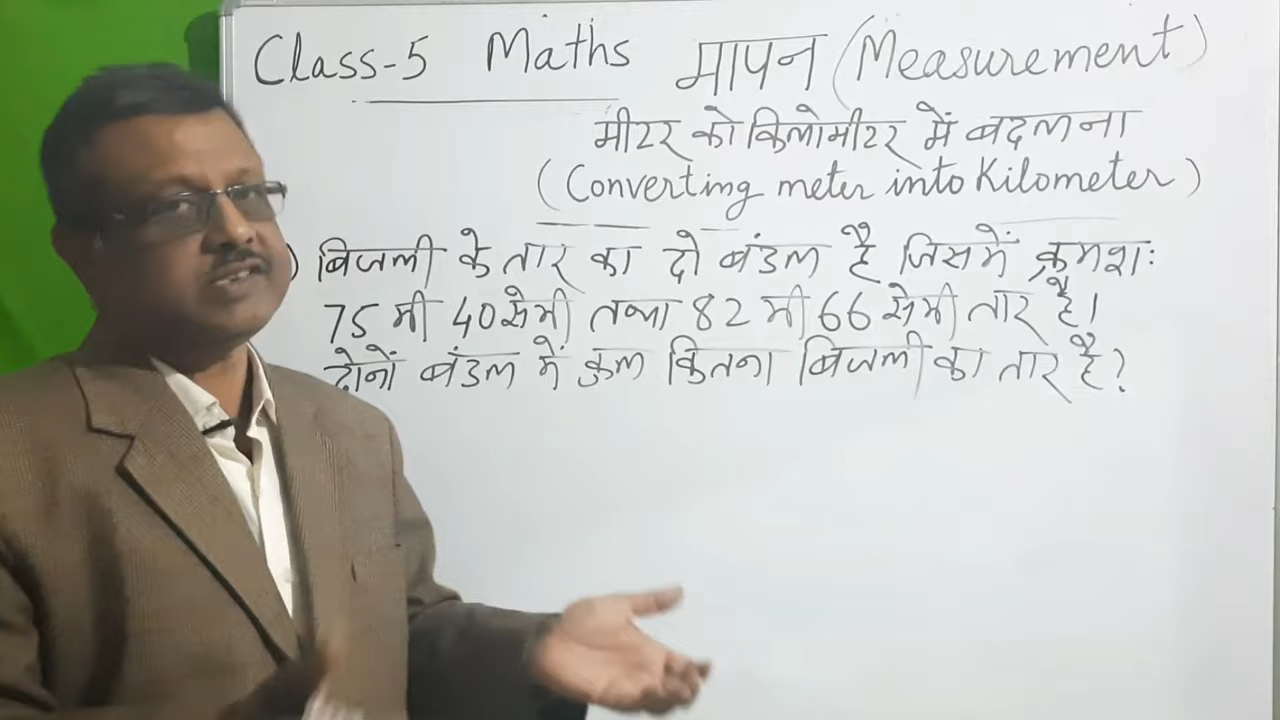 Class-5 Maths मापन (Measurement)
मीटर को किलोमीटर में बदलना
(Converting meter into Kilometer)
) बिजली के तार का दो बंडल है जिसमें क्रमशः
75 मी 40 सेमी तथा 82 मी 66 सेमी तार है।
दोनों बंडल में कुल कितना बिजली का तार है?